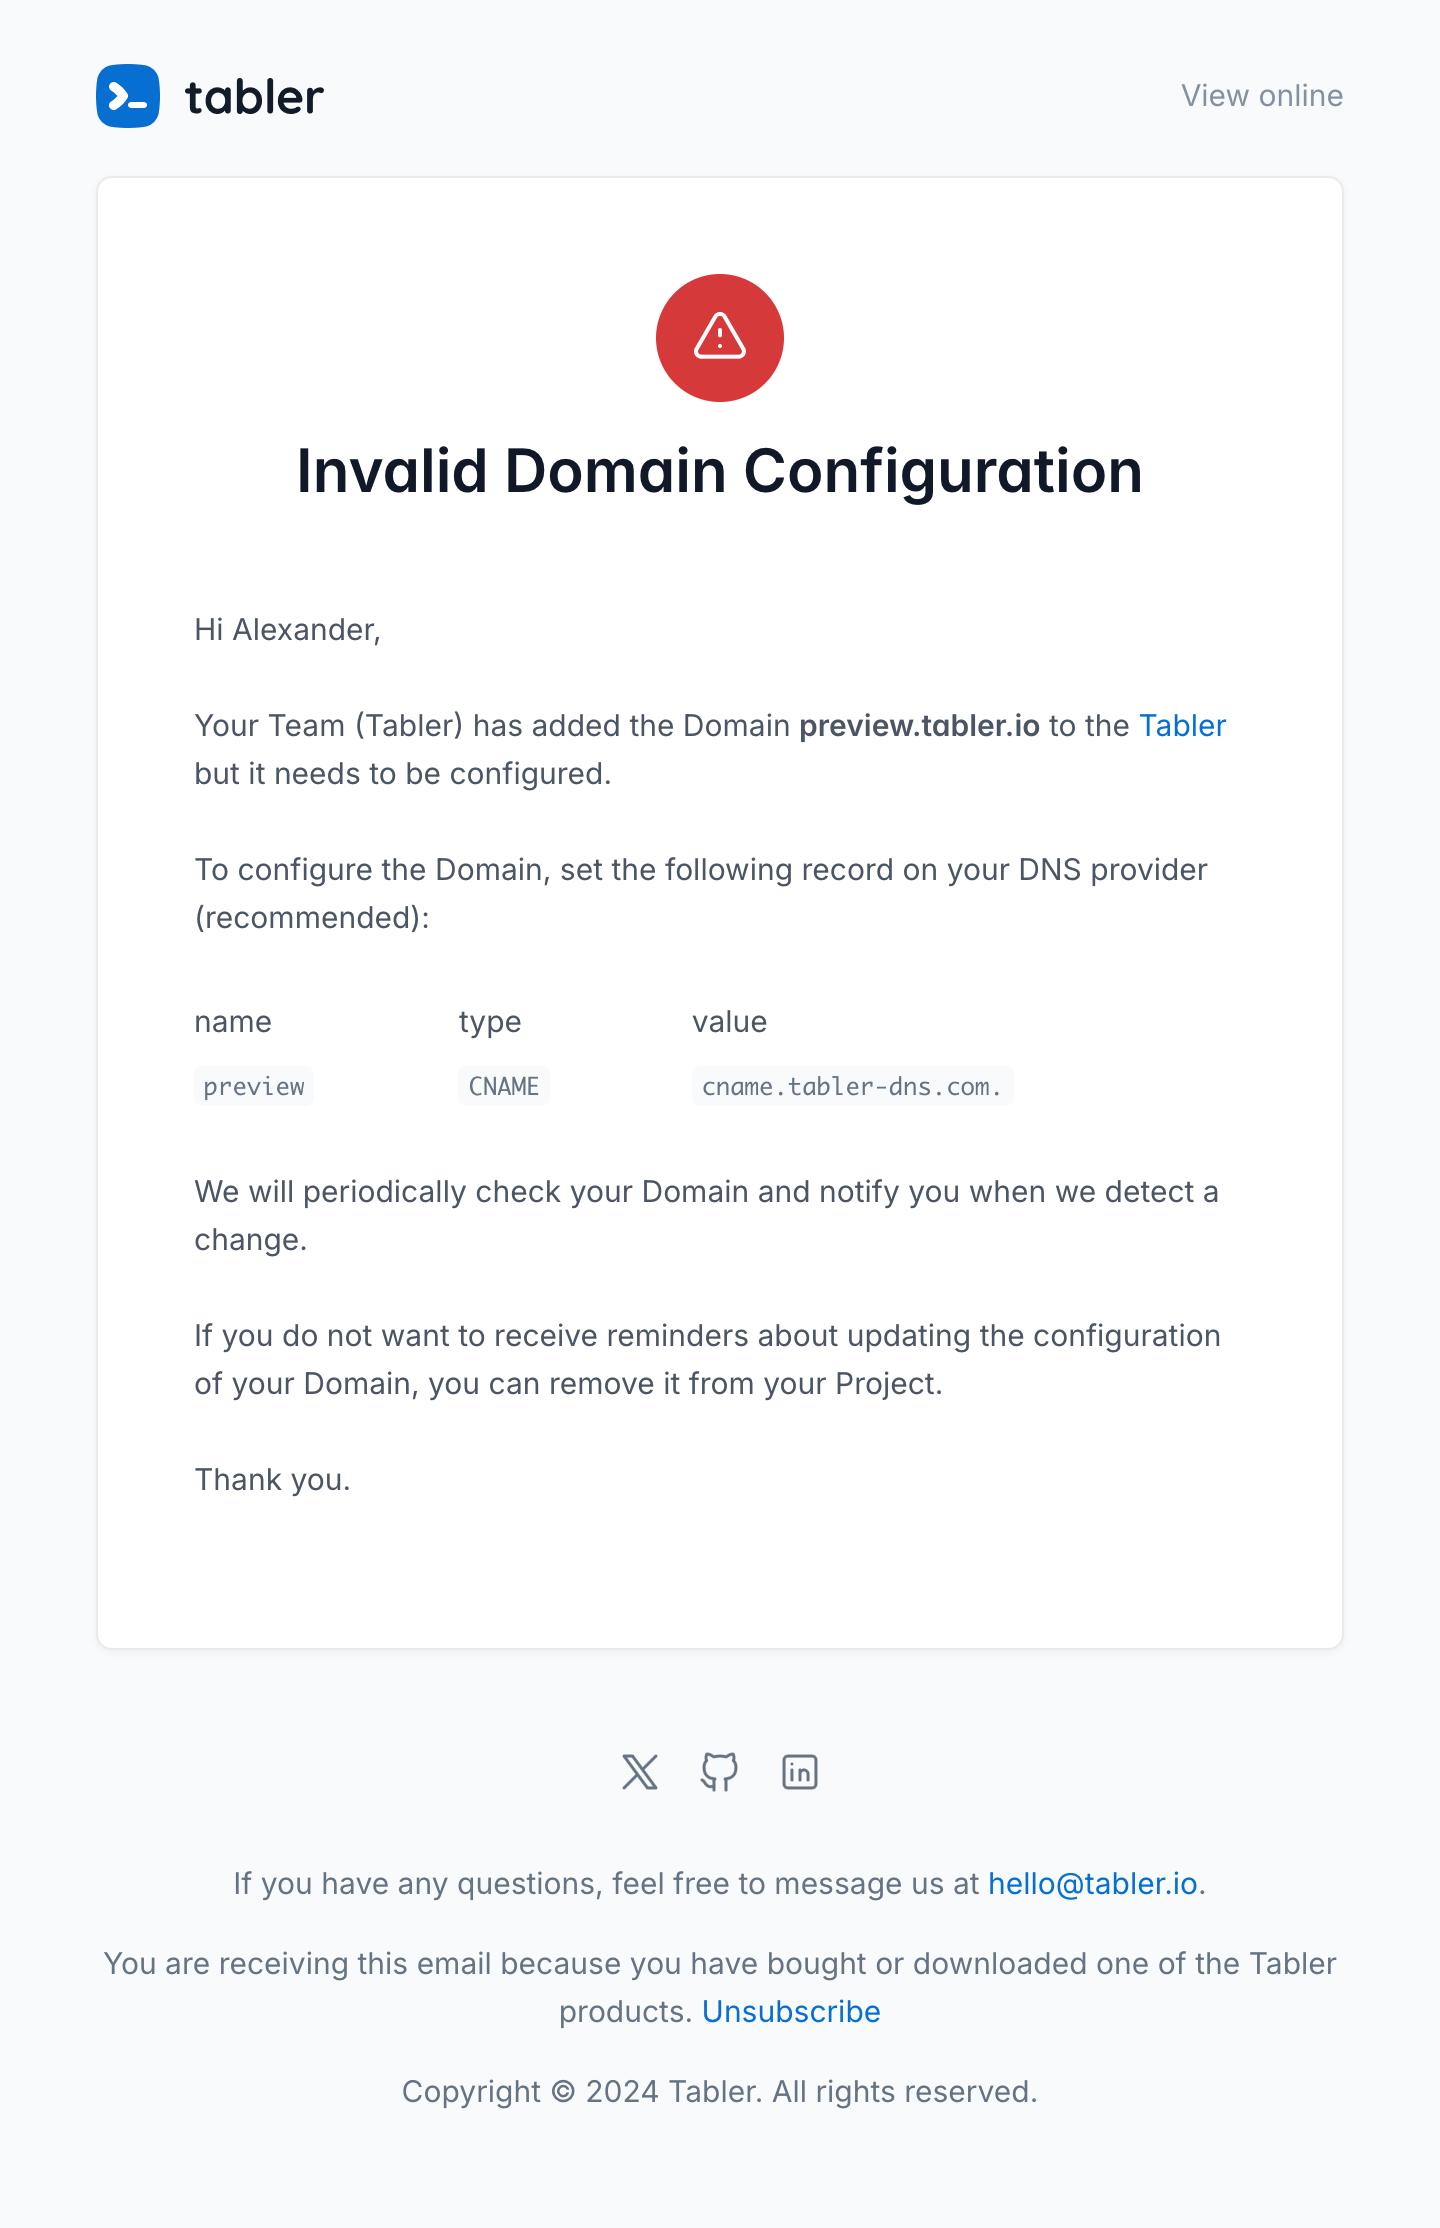 tabler
View online
Invalid Domain Configuration
Hi Alexander,
Your Team (Tabler) has added the Domain preview.tabler.io to the Tabler
but it needs to be configured.
To configure the Domain, set the following record on your DNS provider
(recommended):
name type value
preview CNAME cname.tabler-dns.com.
We will periodically check your Domain and notify you when we detect a
change.
If you do not want to receive reminders about updating the configuration
of your Domain, you can remove it from your Project.
Thank you.
If you have any questions, feel free to message us at hello@tabler.io.
You are receiving this email because you have bought or downloaded one of the Tabler
products. Unsubscribe
Copyright © 2024 Tabler. All rights reserved.